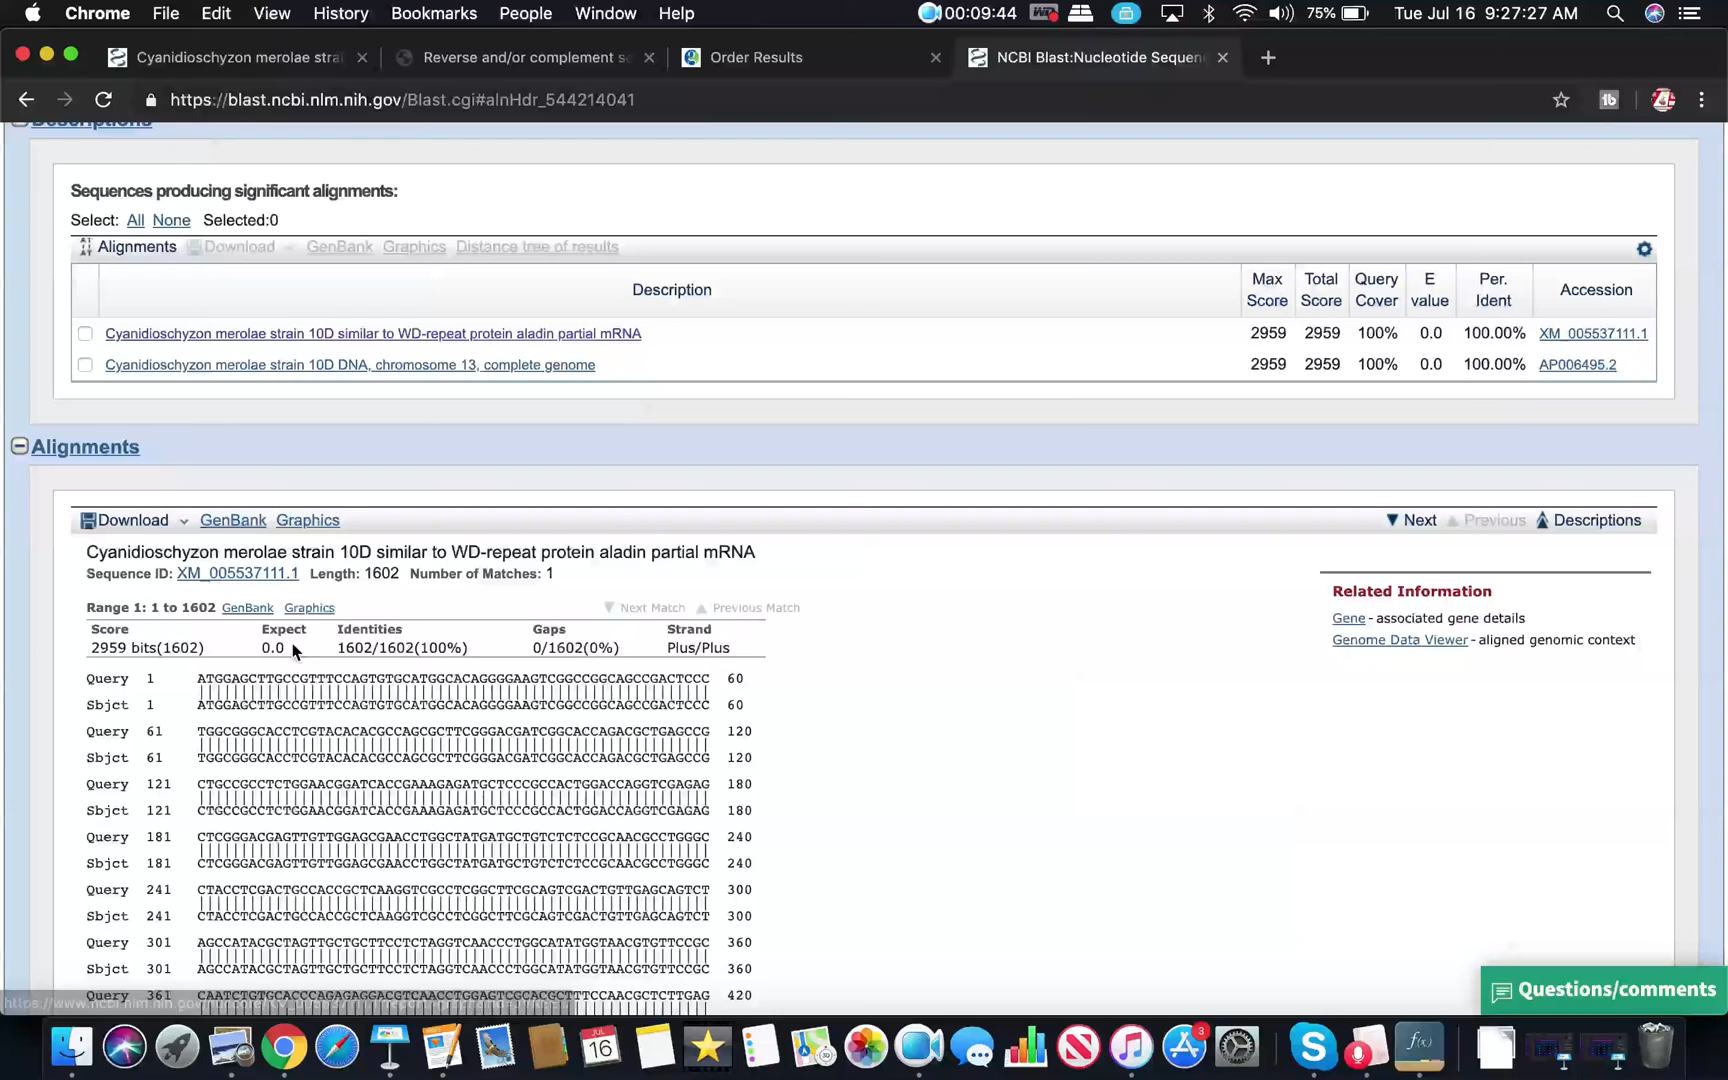 Chrome File Edit View History Bookmarks People Window Help 00:09:44 75% Tue Jul 16 9:27:27 AM
Cyanidioschyzon merolae stra Reverse and/or complement s Order Results NCBI Blast:Nucleotide Sequen
https://blast.ncbi.nlm.nih.gov/Blast.cgi#alnHdr_544214041
Descriptions
Sequences producing significant alignments:
Select: All None Selected:0
Alignments Download GenBank Graphics Distance tree of results
Description Max Score Total Score Query Cover E value Per. Ident Accession
Cyanidioschyzon merolae strain 10D similar to WD-repeat protein aladin partial mRNA 2959 2959 100% 0.0 100.00% XM_005537111.1
Cyanidioschyzon merolae strain 10D DNA, chromosome 13, complete genome 2959 2959 100% 0.0 100.00% AP006495.2
Alignments
Download GenBank Graphics Next Previous Descriptions
Cyanidioschyzon merolae strain 10D similar to WD-repeat protein aladin partial mRNA
Sequence ID: XM_005537111.1 Length: 1602 Number of Matches: 1
Related Information
Gene - associated gene details
Genome Data Viewer - aligned genomic context
Range 1: 1 to 1602 GenBank Graphics Next Match Previous Match
Score Expect Identities Gaps Strand
2959 bits(1602) 0.0 1602/1602(100%) 0/1602(0%) Plus/Plus
Query 1 ATGGAGCTTGCCGTTTCCAGTGTGCATGGCACAGGGGAAGTCGGCCGGCAGCCGACTCCC 60
Sbjct 1 ATGGAGCTTGCCGTTTCCAGTGTGCATGGCACAGGGGAAGTCGGCCGGCAGCCGACTCCC 60
Query 61 TGGCGGGCACCTCGTACACACGCCAGCGCTTCGGGACGATCGGCACCAGACGCTGAGCCG 120
Sbjct 61 TGGCGGGCACCTCGTACACACGCCAGCGCTTCGGGACGATCGGCACCAGACGCTGAGCCG 120
Query 121 CTGCCGCCTCTGGAACGGATCACCGAAAGAGATGCTCCCGCCACTGGACCAGGTCGAGAG 180
Sbjct 121 CTGCCGCCTCTGGAACGGATCACCGAAAGAGATGCTCCCGCCACTGGACCAGGTCGAGAG 180
Query 181 CTCGGGACGAGTTGTTGGAGCGAACCTGGCTATGATGCTGTCTCTCCGCAACGCCTGGGC 240
Sbjct 181 CTCGGGACGAGTTGTTGGAGCGAACCTGGCTATGATGCTGTCTCTCCGCAACGCCTGGGC 240
Query 241 CTACCTCGACTGCCACCGCTCAAGGTCGCCTCGGCTTCGCAGTCGACTGTTGAGCAGTCT 300
Sbjct 241 CTACCTCGACTGCCACCGCTCAAGGTCGCCTCGGCTTCGCAGTCGACTGTTGAGCAGTCT 300
Query 301 AGCCATACGCTAGTTGCTGCTTCCTCTAGGTCAACCCTGGCATATGGTAACGTGTTCCGC 360
Sbjct 301 AGCCATACGCTAGTTGCTGCTTCCTCTAGGTCAACCCTGGCATATGGTAACGTGTTCCGC 360
Query 361 CAATCTGTGCACCCAGAGAGGACGTCAACCTGGAGTCGCACGCTTTCCAACGCTCTTGAG 420
Questions/comments
JUL
16
3